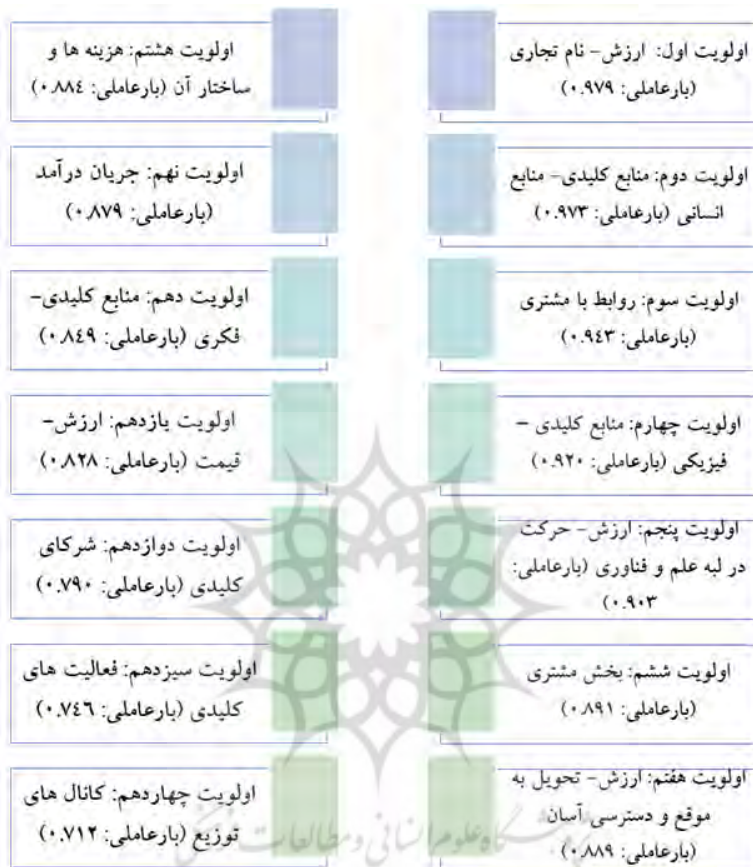 اولویت اول: ارزش- نام تجاری
(بارعاملی: ۰.۹۷۹)
اولویت دوم: منابع کلیدی- منابع
انسانی (بارعاملی: ۰.۹۷۳)
اولویت سوم: روابط با مشتری
(بارعاملی: ۰.۹٤۳)
اولویت چهارم: منابع کلیدی -
فیزیکی (بارعاملی: ۰.۹۲۰)
اولویت پنجم: ارزش- حرکت
در لبه علم و فناوری (بارعاملی:
۰.۹۰۳)
اولویت ششم: بخش مشتری
(بارعاملی: ۰.۸۹۱)
اولویت هفتم: ارزش- تحویل به
موقع و دسترسی آسان
(بارعاملی: ۰.۸۸۹)
اولویت هشتم: هزینه ها و
ساختار آن (بارعاملی: ۰.۸۸٤)
اولویت نهم: جریان درآمد
(بارعاملی: ۰.۸۷۹)
اولویت دهم: منابع کلیدی-
فکری (بارعاملی: ۰.۸٤۹)
اولویت یازدهم: ارزش-
قیمت (بارعاملی: ۰.۸۲۸)
اولویت دوازدهم: شرکای
کلیدی (بارعاملی: ۰.۷۹۰)
اولویت سیزدهم: فعالیت های
کلیدی (بارعاملی: ۰.۷٤٦)
اولویت چهاردهم: کانال های
توزیع (بارعاملی: ۰.۷۱۲)
علوم انسانی و مطالعات